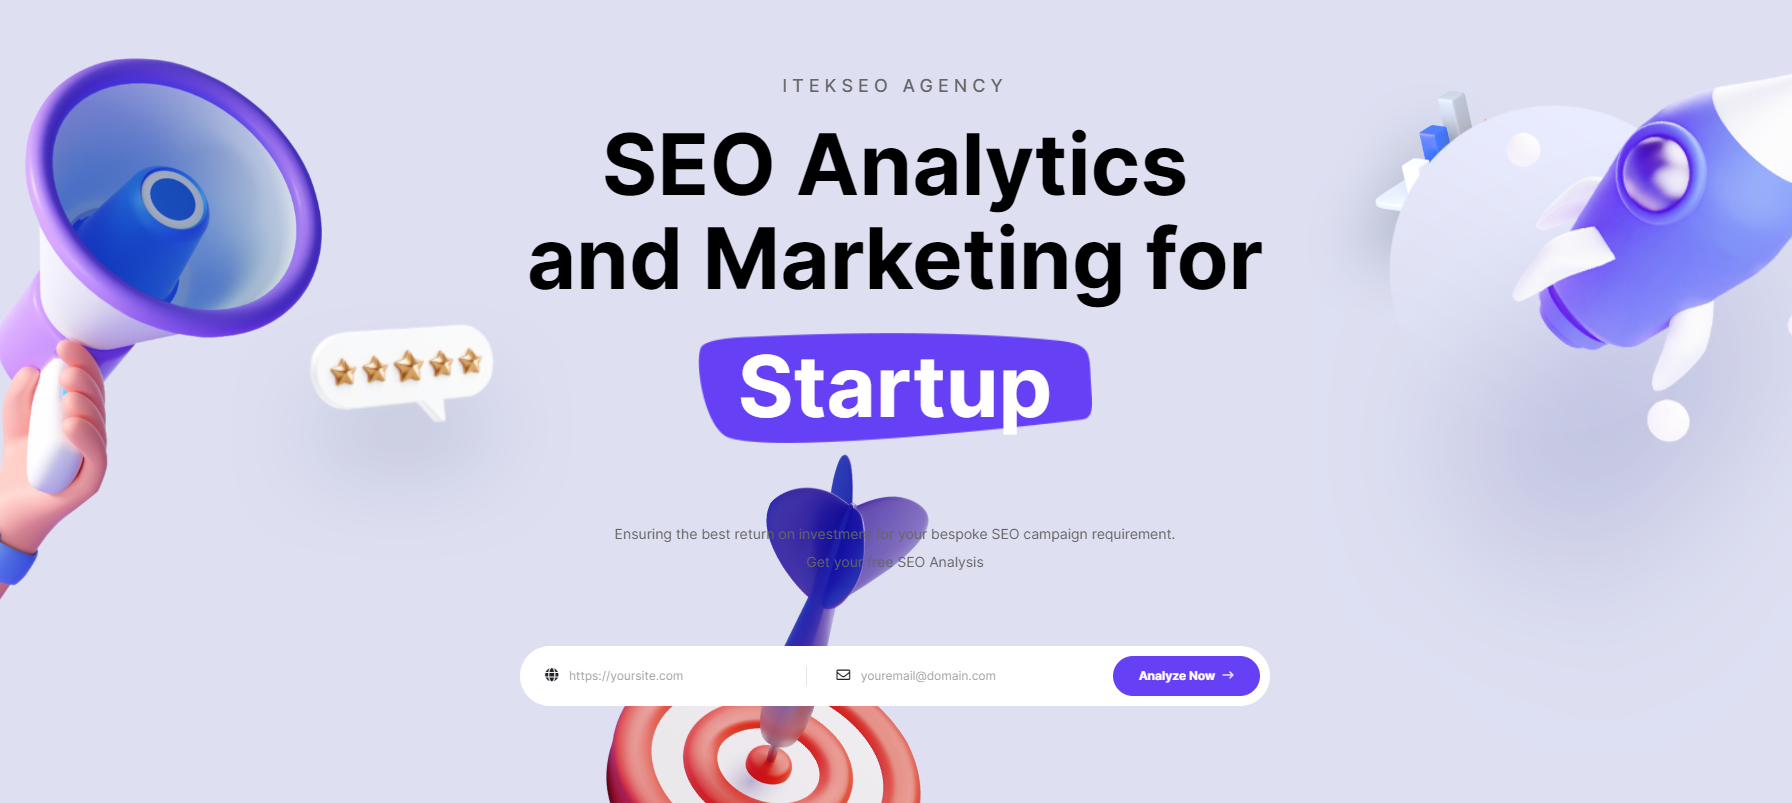 ITEKSEO AGENCY
SEO Analytics
and Marketing for
Startup
Ensuring the best return on investment for your bespoke SEO campaign requirement.
Get your free SEO Analysis
https://yoursite.com
youremail@domain.com
Analyze Now →